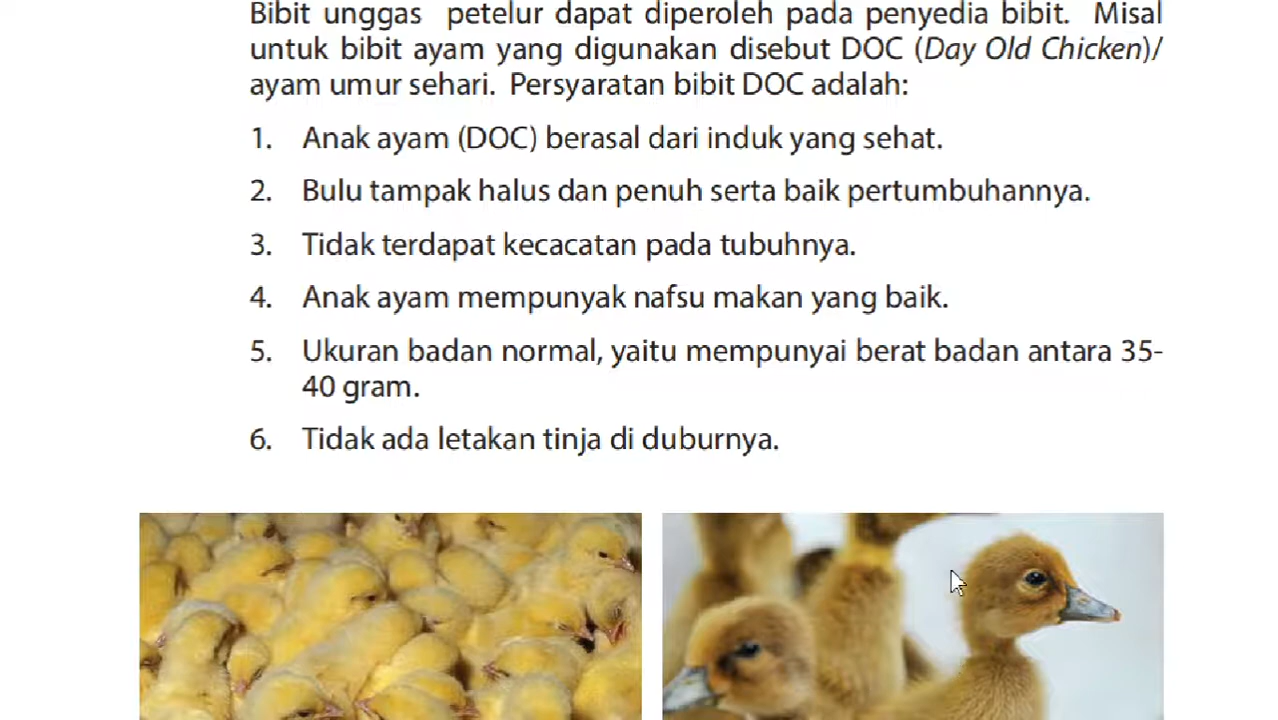 Bibit unggas petelur dapat diperoleh pada penyedia bibit. Misal
untuk bibit ayam yang digunakan disebut DOC (Day Old Chicken)/
ayam umur sehari. Persyaratan bibit DOC adalah:
1. Anak ayam (DOC) berasal dari induk yang sehat.
2. Bulu tampak halus dan penuh serta baik pertumbuhannya.
3. Tidak terdapat kecacatan pada tubuhnya.
4. Anak ayam mempunyak nafsu makan yang baik.
5. Ukuran badan normal, yaitu mempunyai berat badan antara 35-
40 gram.
6. Tidak ada letakan tinja di duburnya.